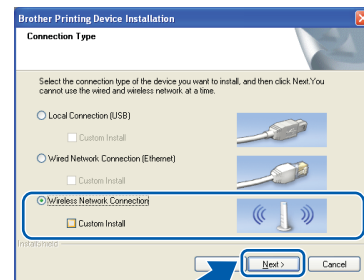 Brother Printing Device Installation
Connection Type
Select the connection type of the device you want to install, and then click Next.You
cannot use the wired and wireless network at a time.
Local Connection (USB)
Custom Install
Wired Network Connection (Ethernet)
Custom Install
Wireless Network Connection
Custom Install
InstallShield
Next > Cancel